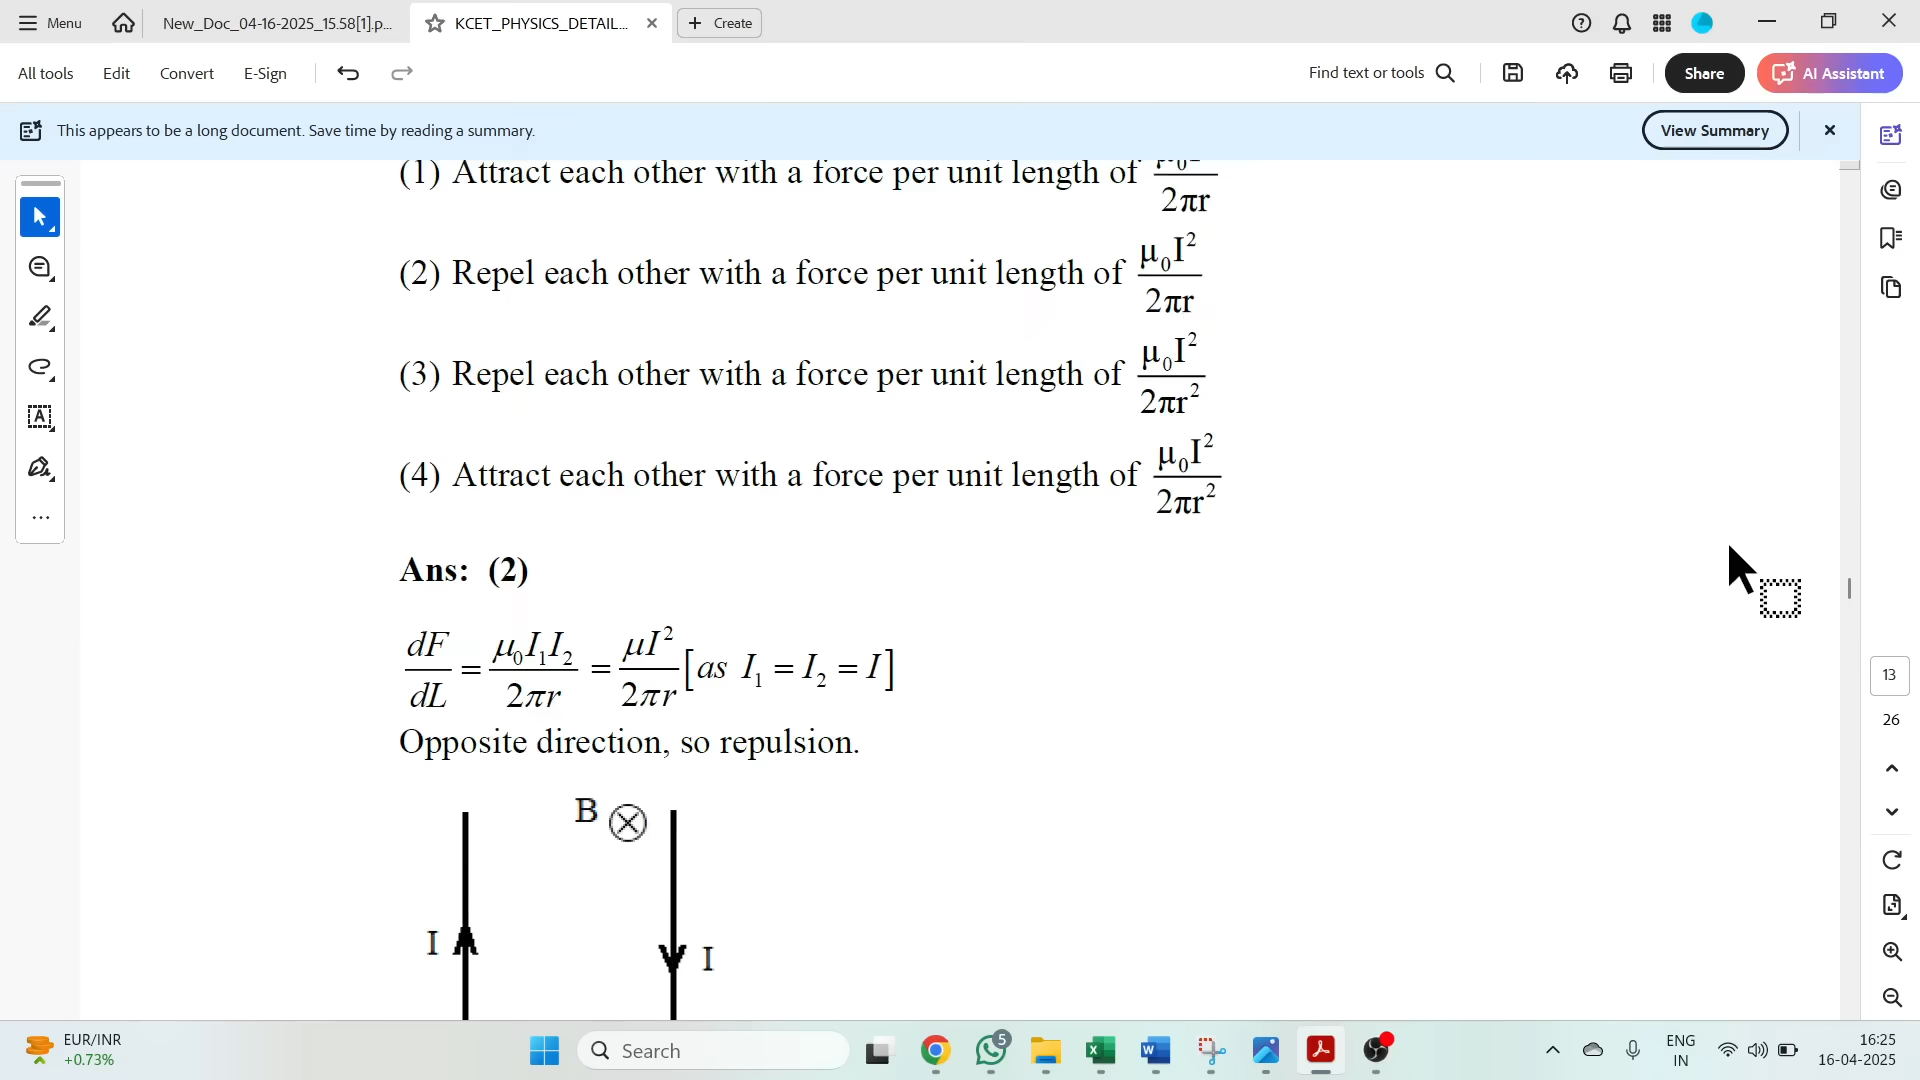 Menu
New_Doc_04-16-2025_15.58[1].p...
KCET_PHYSICS_DETAIL...
Create
All tools
Edit
Convert
E-Sign
Find text or tools
Share
AI Assistant
This appears to be a long document. Save time by reading a summary.
View Summary
(1) Attract each other with a force per unit length of μ₀I / 2πr
(2) Repel each other with a force per unit length of μ₀I² / 2πr
(3) Repel each other with a force per unit length of μ₀I² / 2πr²
(4) Attract each other with a force per unit length of μ₀I² / 2πr²
Ans: (2)
dF/dL = μ₀I₁I₂ / 2πr = μI² / 2πr [as I₁ = I₂ = I]
Opposite direction, so repulsion.
B
I
I
13
26
EUR/INR
+0.73%
Search
5
ENG
IN
16:25
16-04-2025